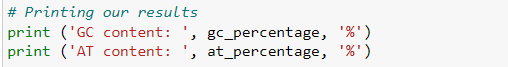 # Printing our results
print ('GC content: ', gc_percentage, '%')
print ('AT content: ', at_percentage, '%')